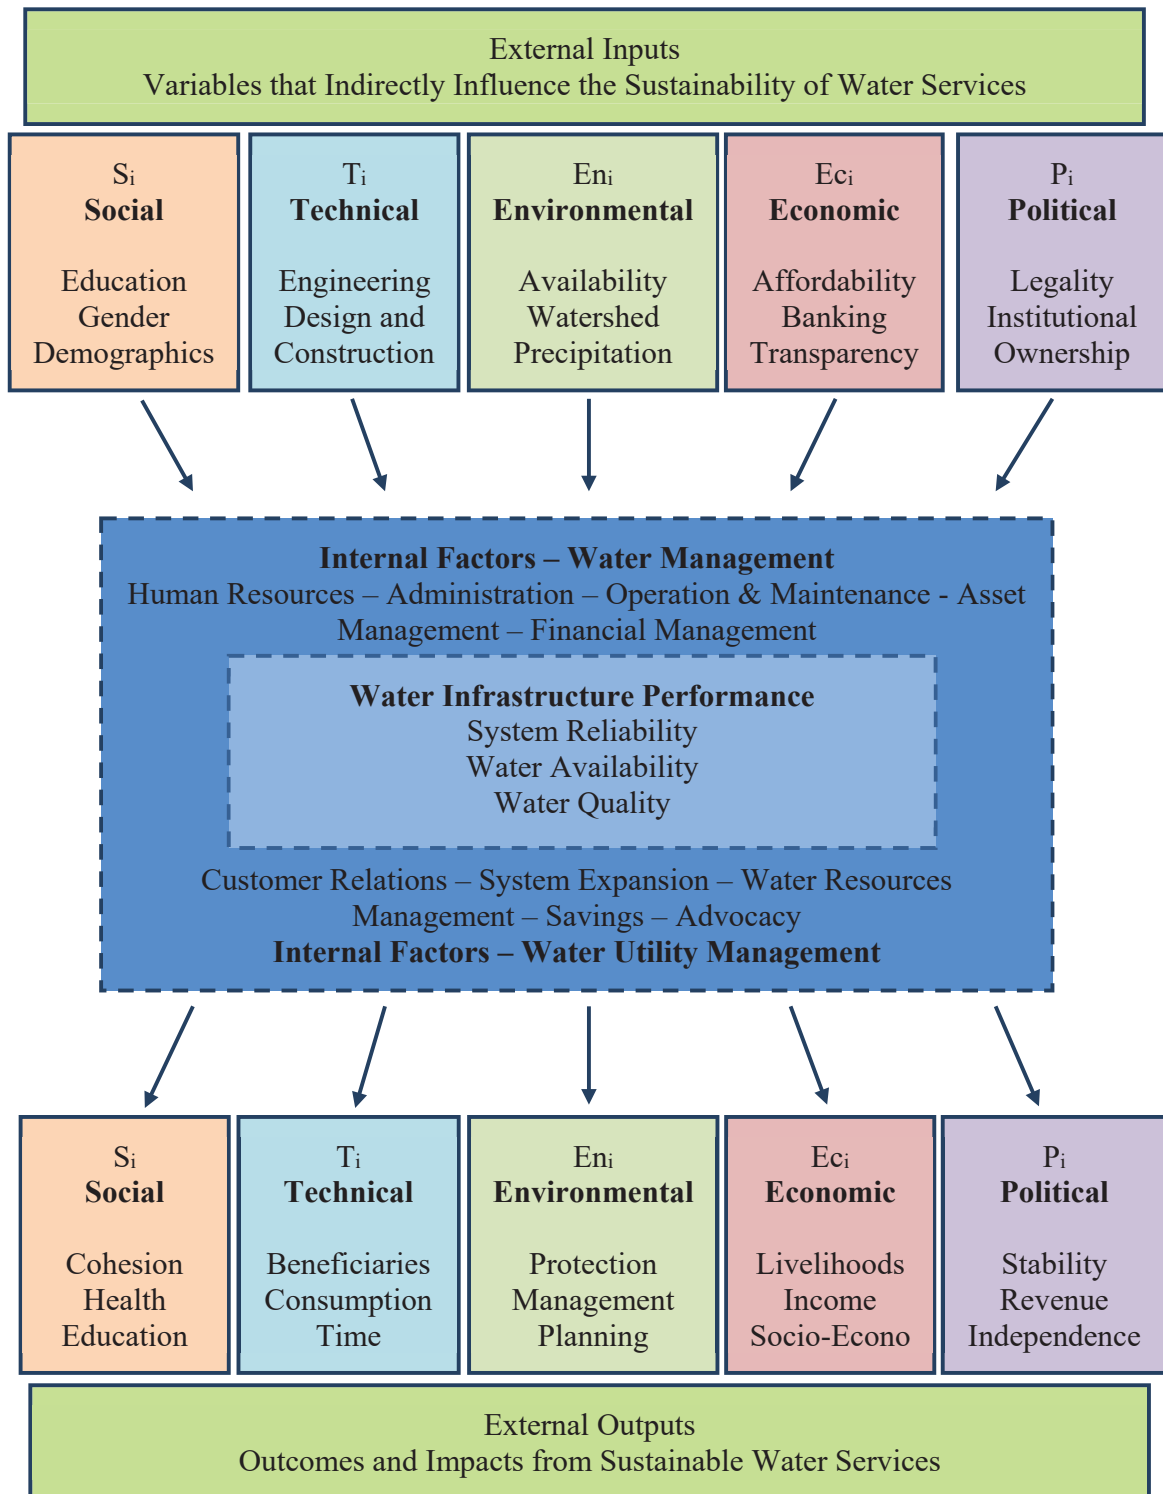 External Inputs
Variables that Indirectly Influence the Sustainability of Water Services
Sᵢ
Social
Education
Gender
Demographics
Tᵢ
Technical
Engineering
Design and
Construction
Enᵢ
Environmental
Availability
Watershed
Precipitation
Ecᵢ
Economic
Affordability
Banking
Transparency
Pᵢ
Political
Legality
Institutional
Ownership
Internal Factors – Water Management
Human Resources – Administration – Operation & Maintenance - Asset
Management – Financial Management
Water Infrastructure Performance
System Reliability
Water Availability
Water Quality
Customer Relations – System Expansion – Water Resources
Management – Savings – Advocacy
Internal Factors – Water Utility Management
Sᵢ
Social
Cohesion
Health
Education
Tᵢ
Technical
Beneficiaries
Consumption
Time
Enᵢ
Environmental
Protection
Management
Planning
Ecᵢ
Economic
Livelihoods
Income
Socio-Econo
Pᵢ
Political
Stability
Revenue
Independence
External Outputs
Outcomes and Impacts from Sustainable Water Services